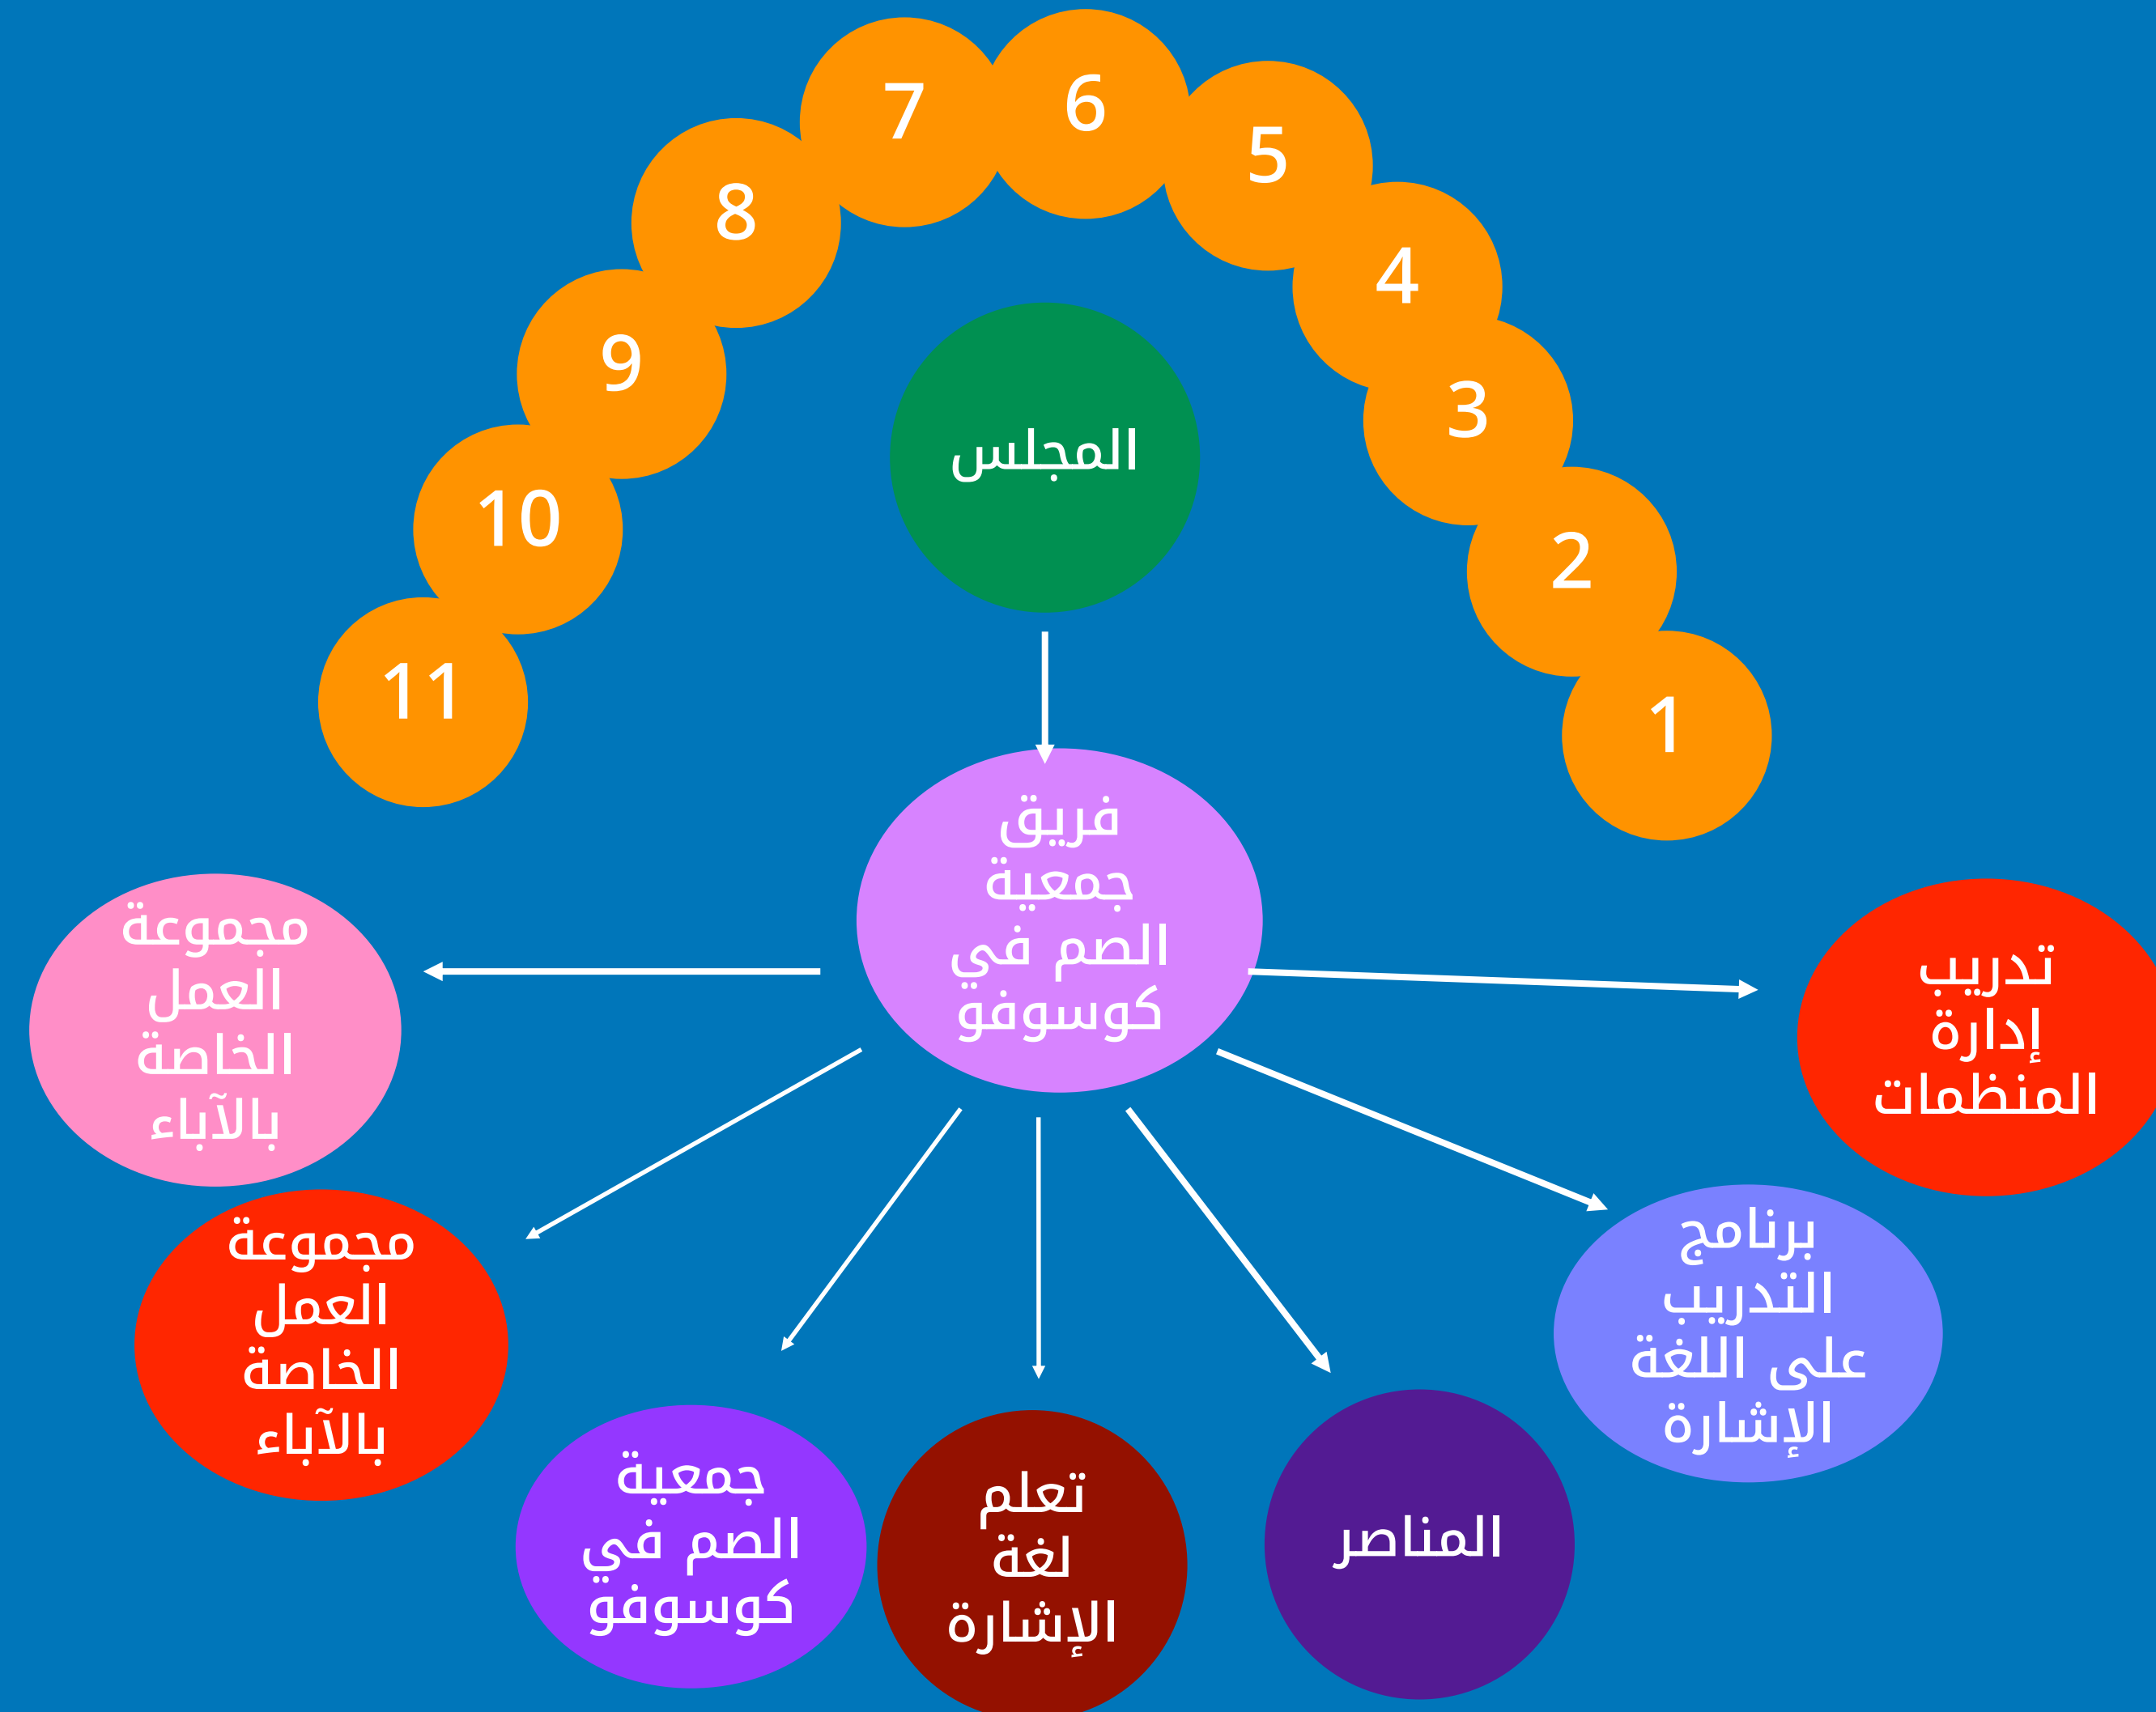 7
6
5
8
4
9
3
10
2
11
1
المجلس
فريق
جمعية
الصم في
كوسوفو
تدريب
إدارة
المنظمات
برنامج
التدريب
على اللغة
الإشارة
المناصر
تعلم
لغة
الإشارة
جمعية
الصم في
كوسوفو
مجموعة
العمل
الخاصة
بالآباء
مجموعة
العمل
الخاصة
بالآباء